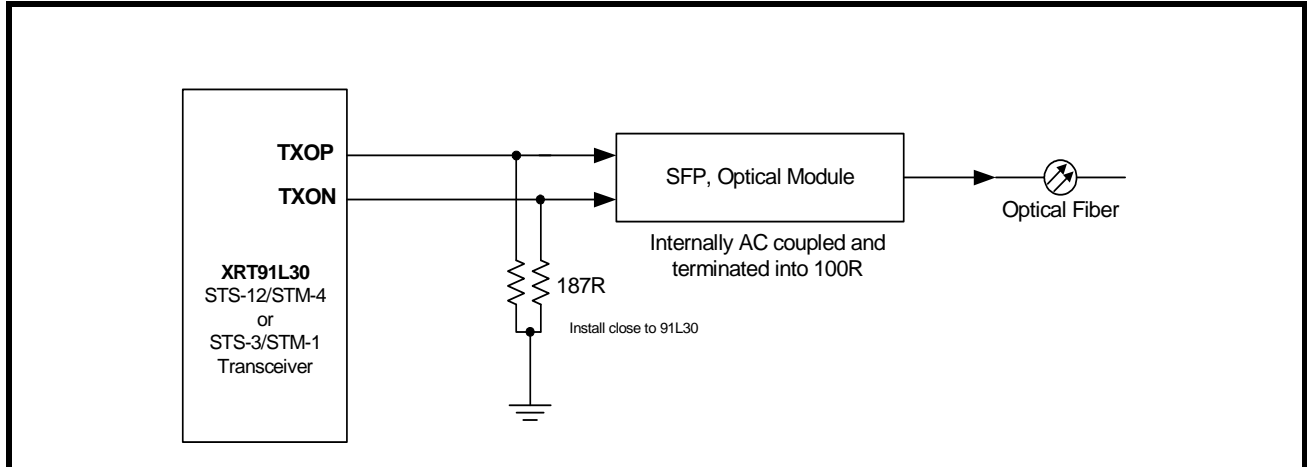 TXOP
TXON
XRT91L30
STS-12/STM-4
or
STS-3/STM-1
Transceiver
187R
Install close to 91L30
SFP, Optical Module
Internally AC coupled and
terminated into 100R
Optical Fiber